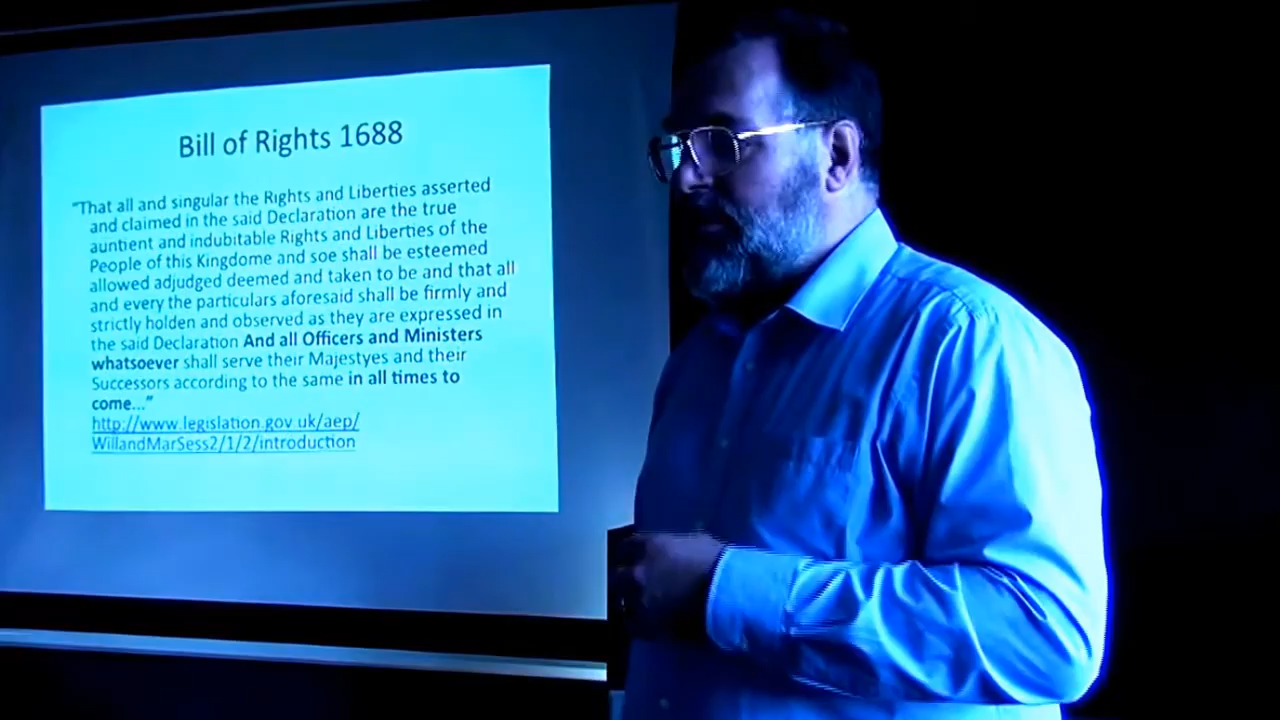 Bill of Rights 1688
"That all and singular the Rights and Liberties asserted
and claimed in the said Declaration are the true
auntient and indubitable Rights and Liberties of the
People of this Kingdome and soe shall be esteemed
allowed adjudged deemed and taken to be and that all
and every the particulars aforesaid shall be firmly and
strictly holden and observed as they are expressed in
the said Declaration And all Officers and Ministers
whatsoever shall serve their Majestyes and their
Successors according to the same in all times to
come..."
http://www.legislation.gov.uk/aep/
WillandMarSess2/1/2/introduction